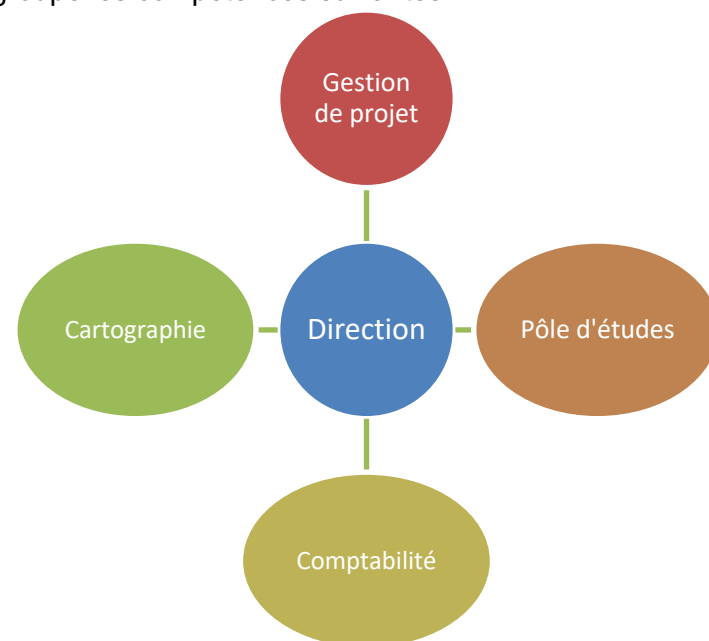 Gestion
de projet
Cartographie
Direction
Pôle d'études
Comptabilité